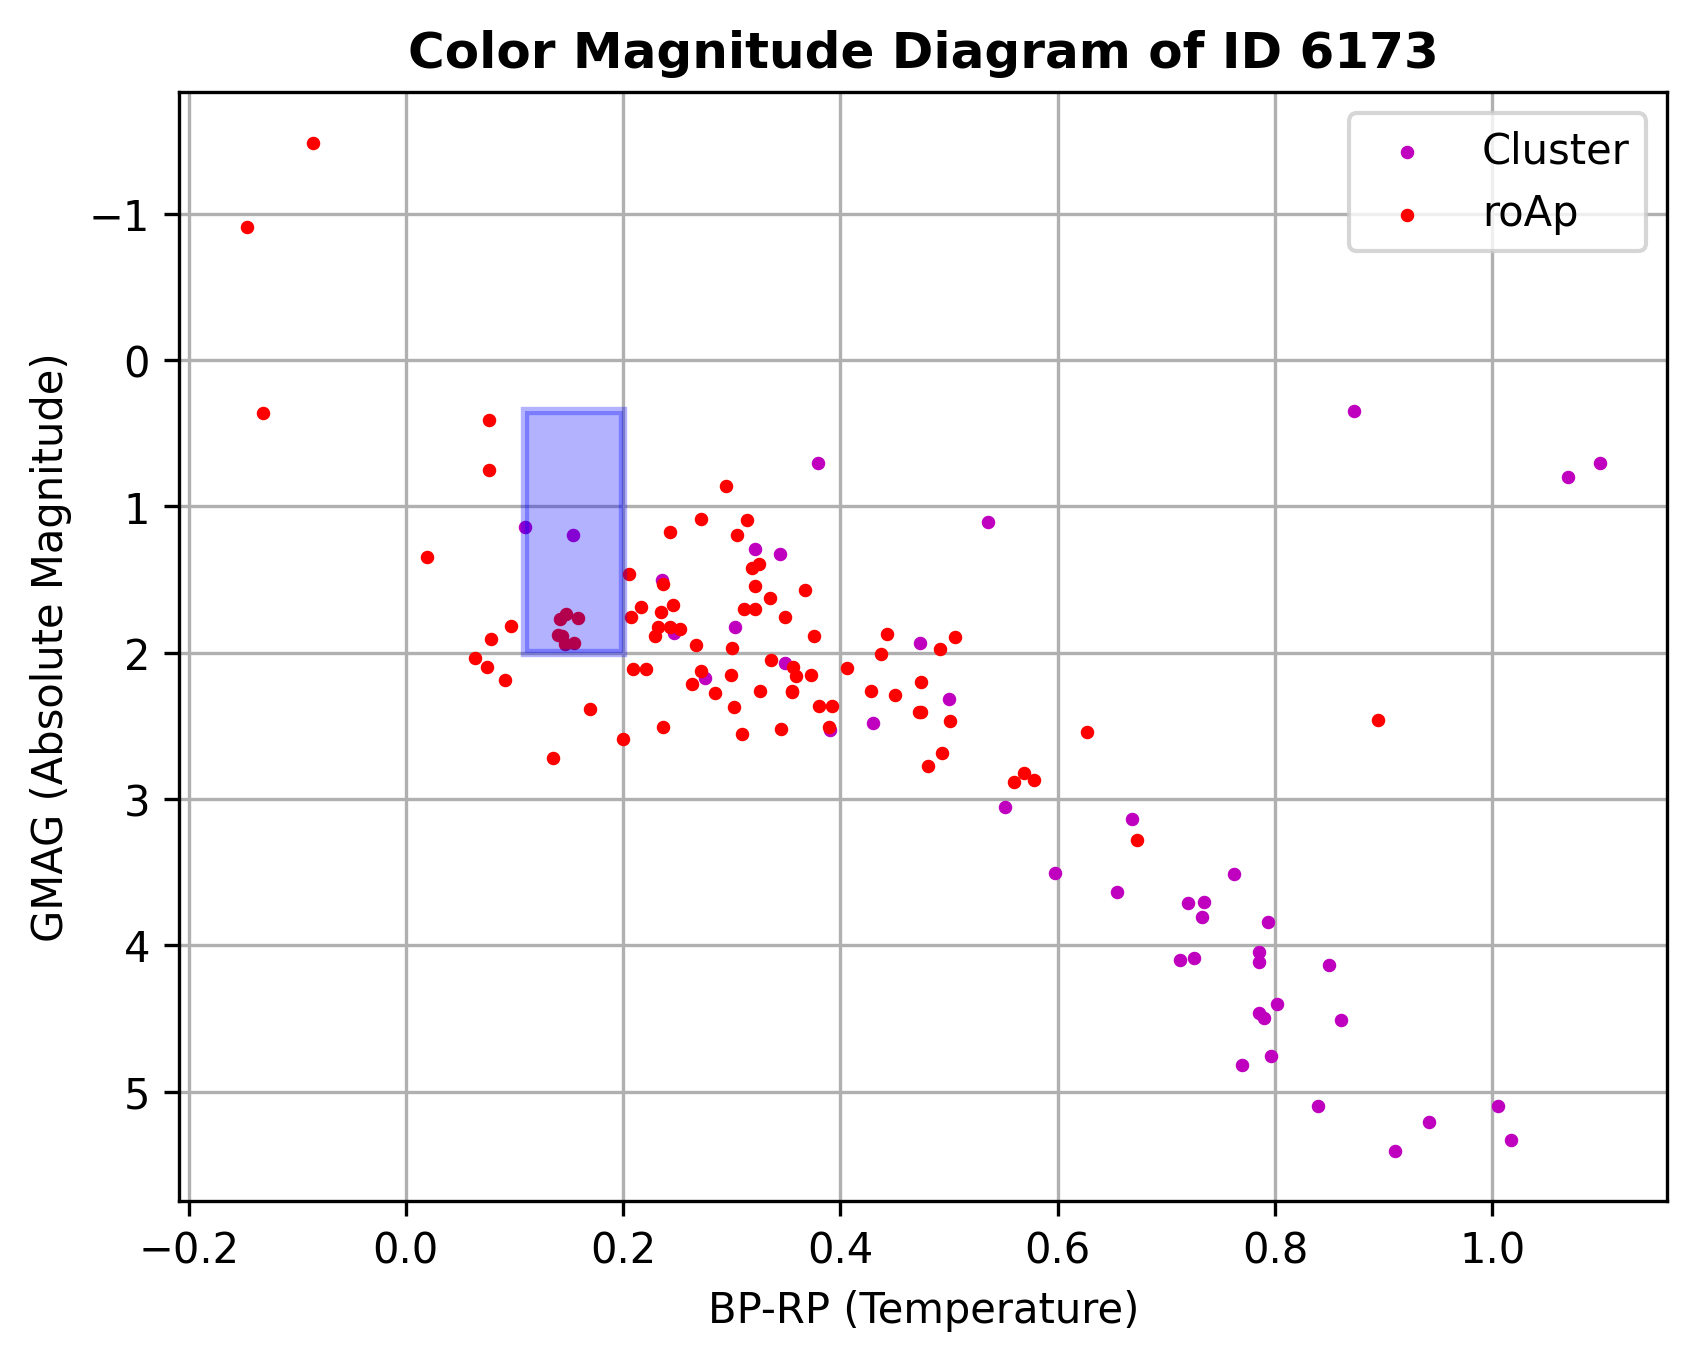 Color Magnitude Diagram of ID 6173
Cluster
roAp
−1
0
1
2
3
4
5
GMAG (Absolute Magnitude)
−0.2 0.0 0.2 0.4 0.6 0.8 1.0
BP-RP (Temperature)